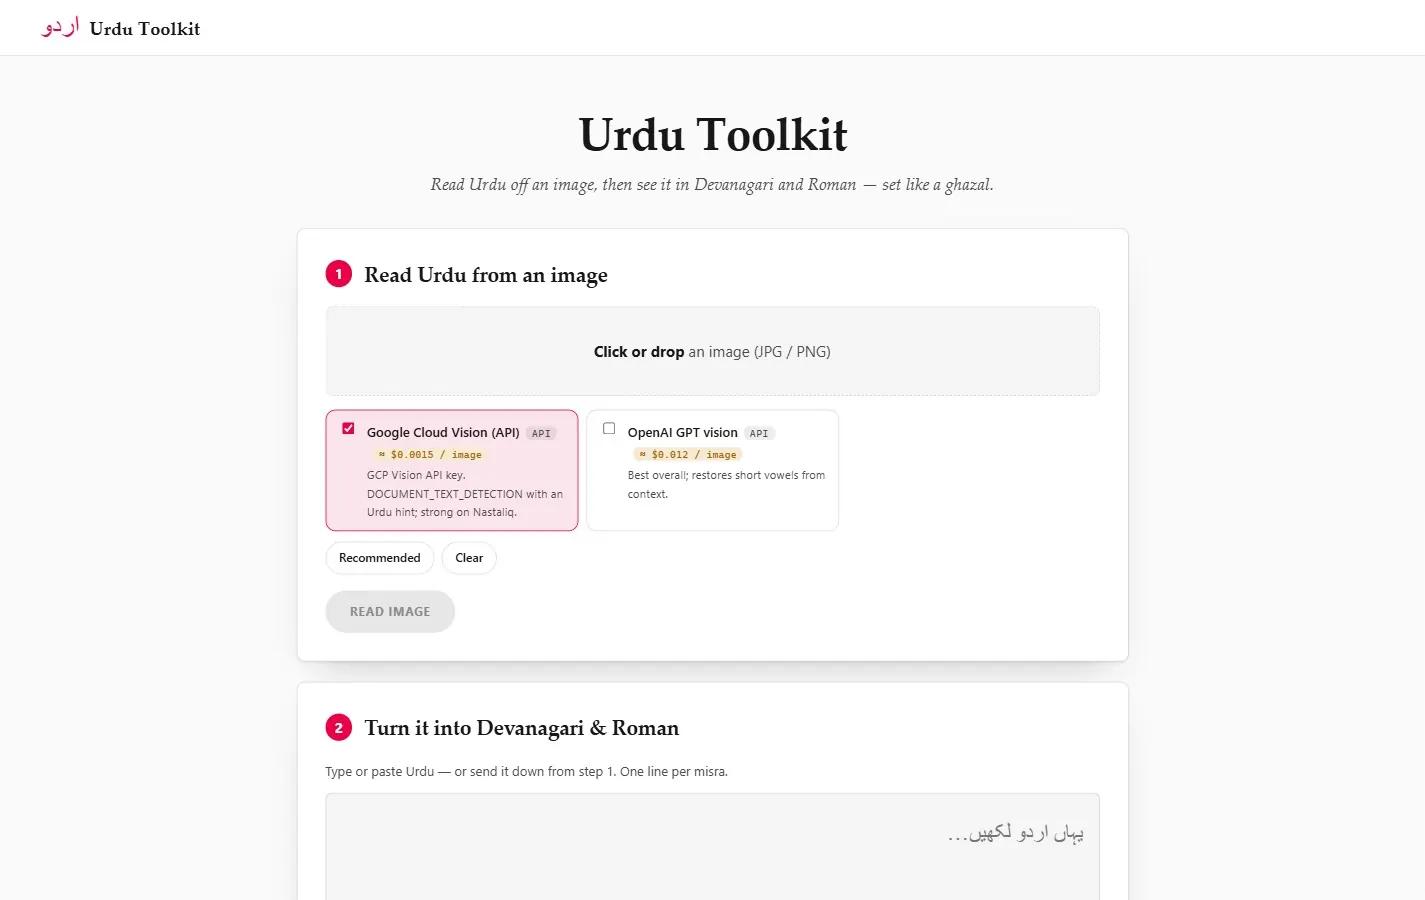 اردو Urdu Toolkit
Urdu Toolkit
Read Urdu off an image, then see it in Devanagari and Roman — set like a ghazal.
1 Read Urdu from an image
Click or drop an image (JPG / PNG)
Google Cloud Vision (API) API
≈ $0.0015 / image
GCP Vision API key.
DOCUMENT_TEXT_DETECTION with an
Urdu hint; strong on Nastaliq.
OpenAI GPT vision API
≈ $0.012 / image
Best overall; restores short vowels from
context.
Recommended Clear
READ IMAGE
2 Turn it into Devanagari & Roman
Type or paste Urdu — or send it down from step 1. One line per misra.
یہاں اردو لکھیں…